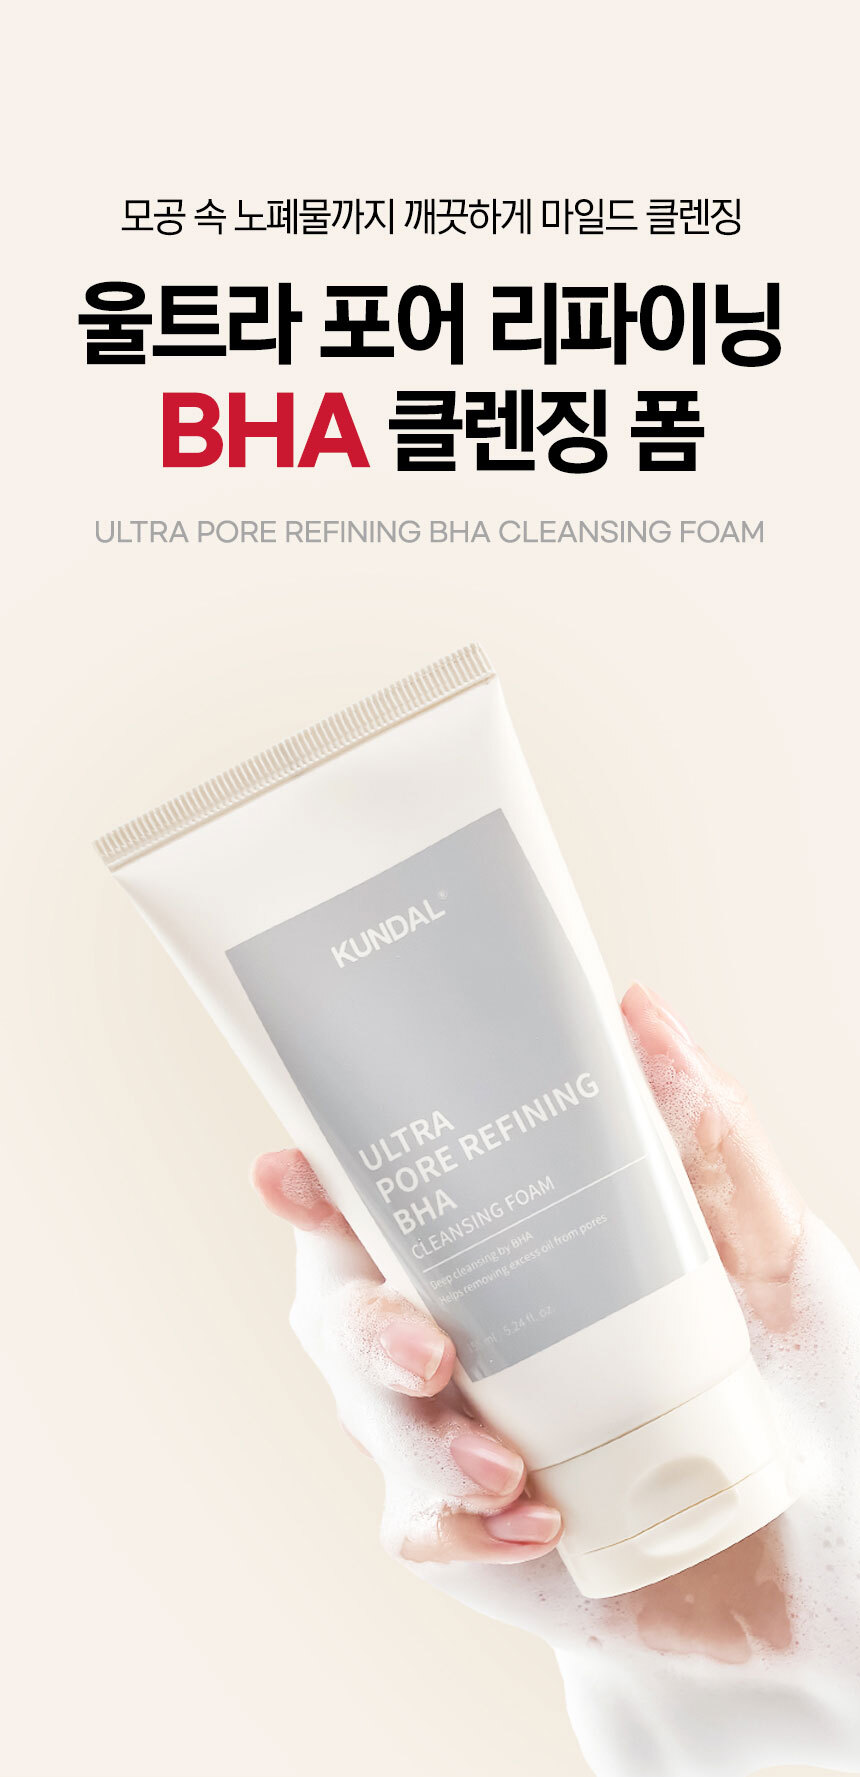 모공 속 노폐물까지 깨끗하게 마일드 클렌징
울트라 포어 리파이닝
BHA 클렌징 폼
ULTRA PORE REFINING BHA CLEANSING FOAM
KUNDAL®
ULTRA
PORE REFINING
BHA
CLEANSING FOAM
Deep cleansing by BHA
Helps removing excess oil from pores
ml / 5.24 fl. oz.